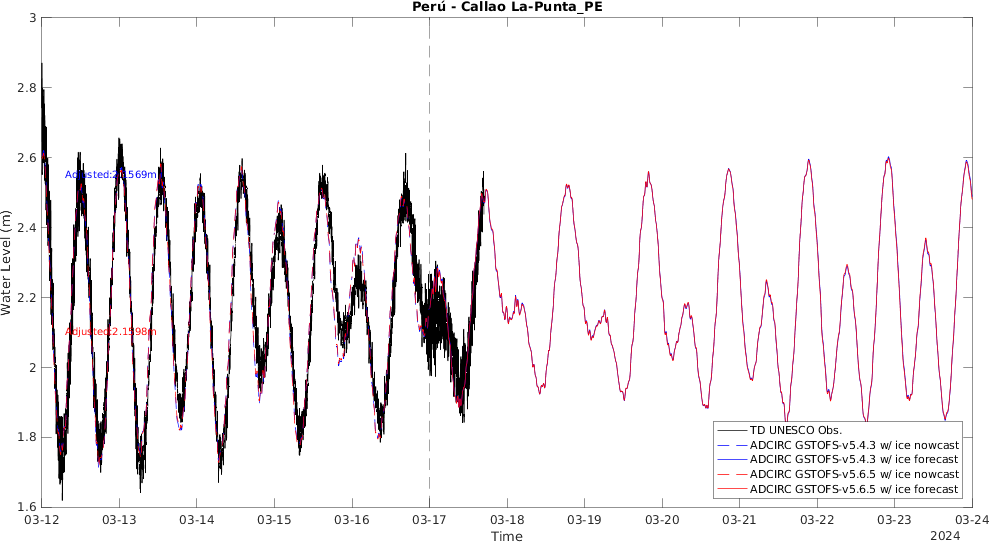 Perú - Callao La-Punta_PE
3
2.8
2.6
2.4
2.2
2
1.8
1.6
Water Level (m)
Adjusted:2.1569m
Adjusted:2.1598m
TD UNESCO Obs.
ADCIRC GSTOFS-v5.4.3 w/ ice nowcast
ADCIRC GSTOFS-v5.4.3 w/ ice forecast
ADCIRC GSTOFS-v5.6.5 w/ ice nowcast
ADCIRC GSTOFS-v5.6.5 w/ ice forecast
03-12 03-13 03-14 03-15 03-16 03-17 03-18 03-19 03-20 03-21 03-22 03-23 03-24
Time
2024